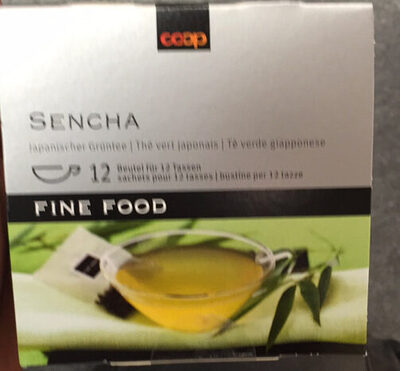 coop
SENCHA
Japanischer Grüntee | Thé vert japonais | Tè verde giapponese
12 Beutel für 12 Tassen
sachets pour 12 tasses | bustine per 12 tazze
FINE FOOD